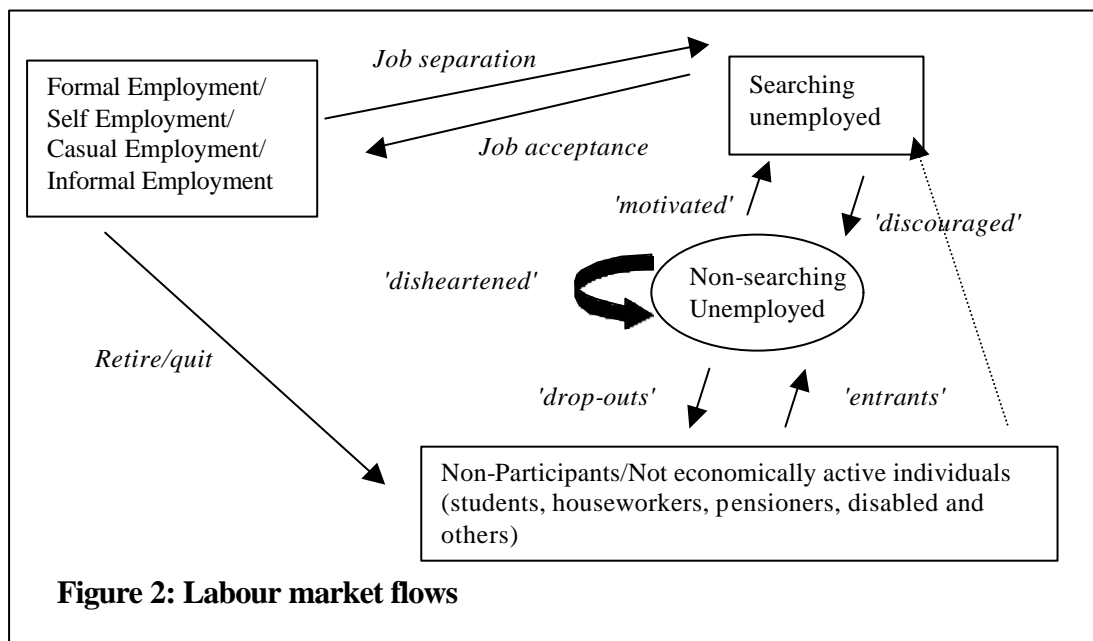 Job separation
Formal Employment/
Self Employment/
Casual Employment/
Informal Employment
Searching
unemployed
Job acceptance
'motivated'
'discouraged'
'disheartened'
Non-searching
Unemployed
Retire/quit
'drop-outs'
'entrants'
Non-Participants/Not economically active individuals
(students, houseworkers, pensioners, disabled and
others)
Figure 2: Labour market flows